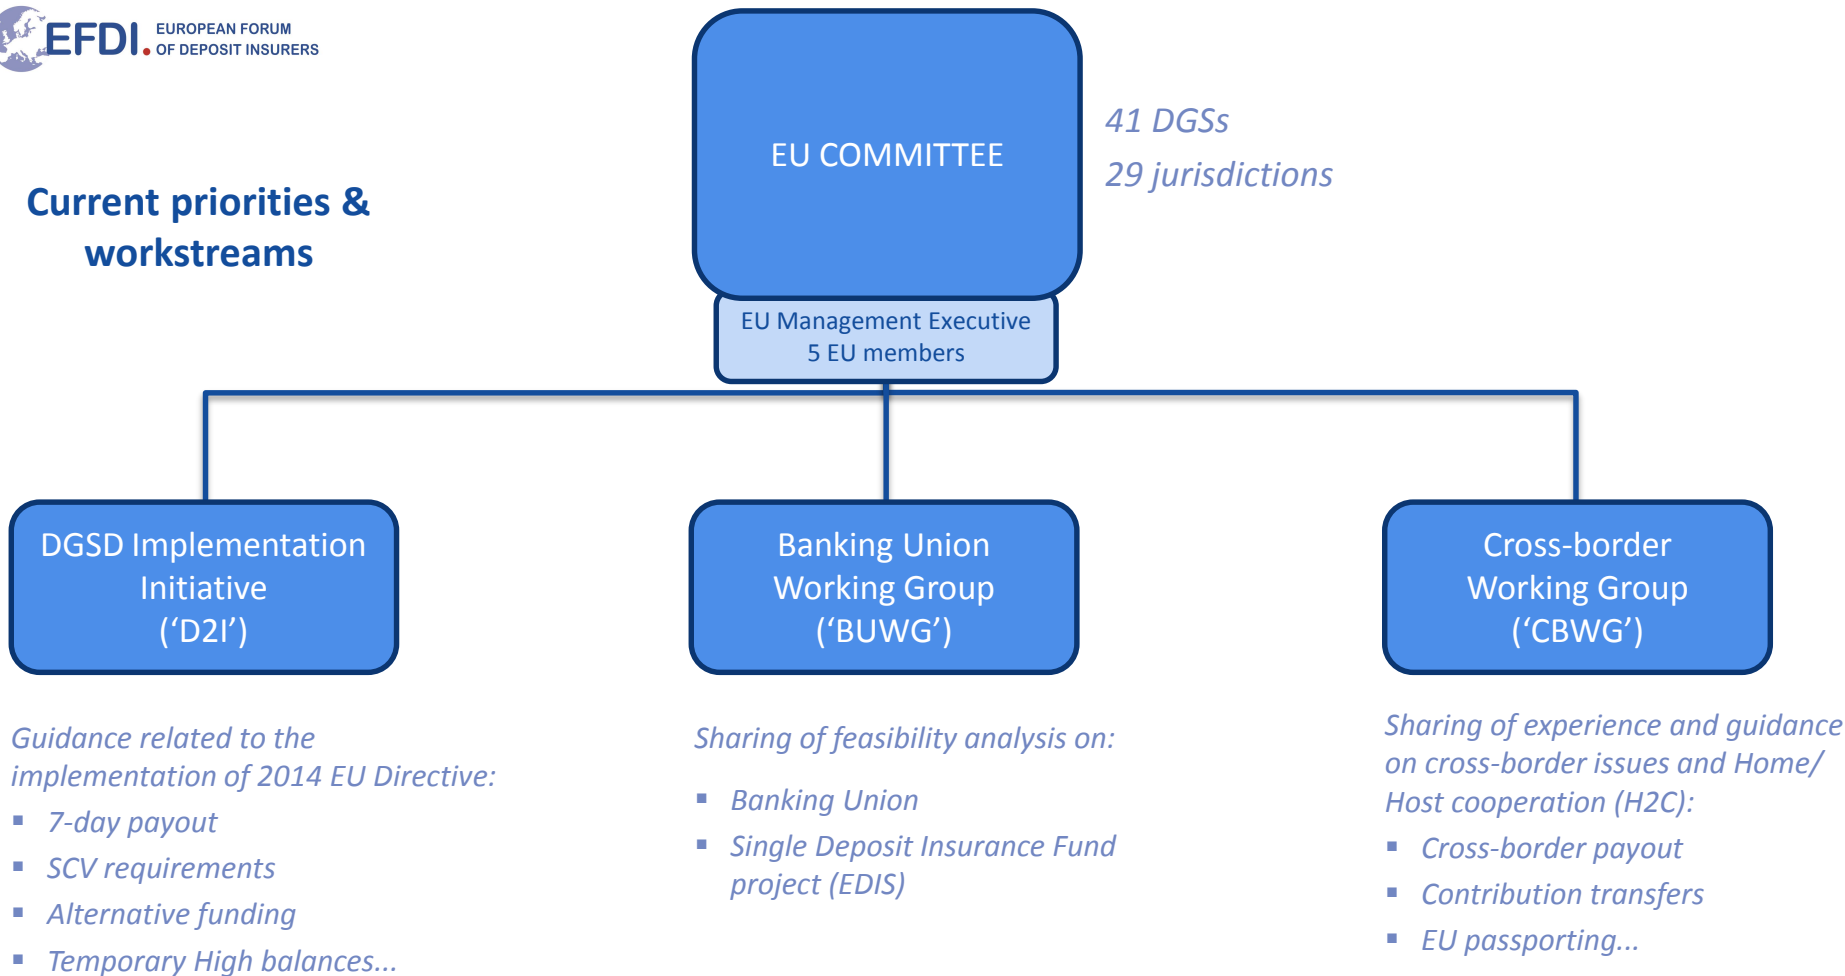 EFDI. EUROPEAN FORUM
OF DEPOSIT INSURERS
Current priorities &
workstreams
EU COMMITTEE
41 DGSs
29 jurisdictions
EU Management Executive
5 EU members
DGSD Implementation
Initiative
(‘D2I’)
Guidance related to the
implementation of 2014 EU Directive:
▪ 7-day payout
▪ SCV requirements
▪ Alternative funding
▪ Temporary High balances...
Banking Union
Working Group
(‘BUWG’)
Sharing of feasibility analysis on:
▪ Banking Union
▪ Single Deposit Insurance Fund
project (EDIS)
Cross-border
Working Group
(‘CBWG’)
Sharing of experience and guidance
on cross-border issues and Home/
Host cooperation (H2C):
▪ Cross-border payout
▪ Contribution transfers
▪ EU passporting...